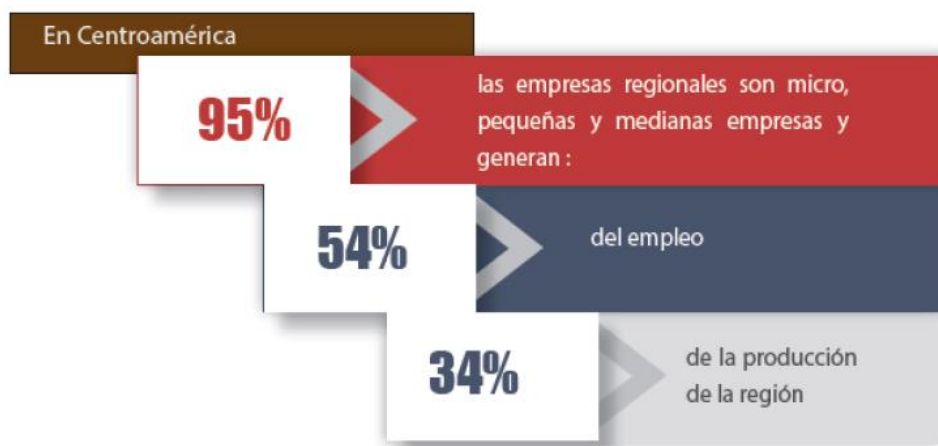 En Centroamérica
95%
las empresas regionales son micro,
pequeñas y medianas empresas y
generan :
54%
del empleo
34%
de la producción
de la región